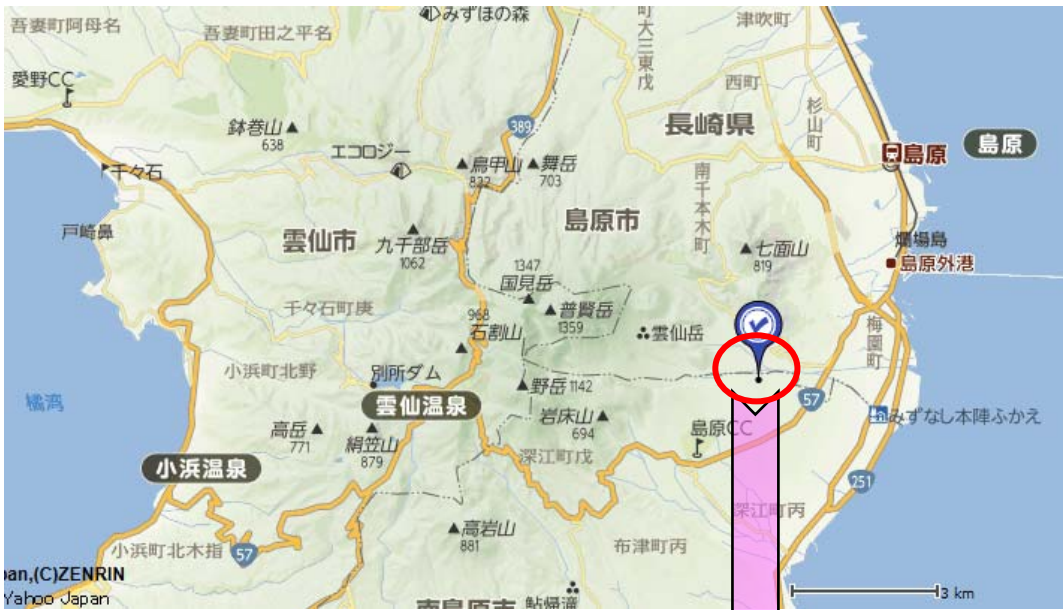 吾妻町阿母名
吾妻町田之平名
みずほの森
町大三東戊
津吹町
愛野CC
西町
杉山町
鉢巻山
638
389
長崎県
エコロジー
鳥甲山
822
舞岳
703
島原
島原
千々石
南千本木町
戸崎鼻
雲仙市
九千部岳
1062
島原市
七面山
819
島原外港
1347
国見岳
千々石町庚
968
普賢岳
1359
石割山
雲仙岳
梅園町
小浜町北野
別所ダム
野岳 1142
橘湾
雲仙温泉
57
みずなし本陣ふかえ
高岳
771
絹笠山
879
岩床山
694
島原CC
深江町戊
小浜温泉
251
深江町丙
高岩山
881
小浜町北木指
57
布津町丙
pan,(C)ZENRIN
Yahoo Japan
南島原市
鮎帰滝
3 km